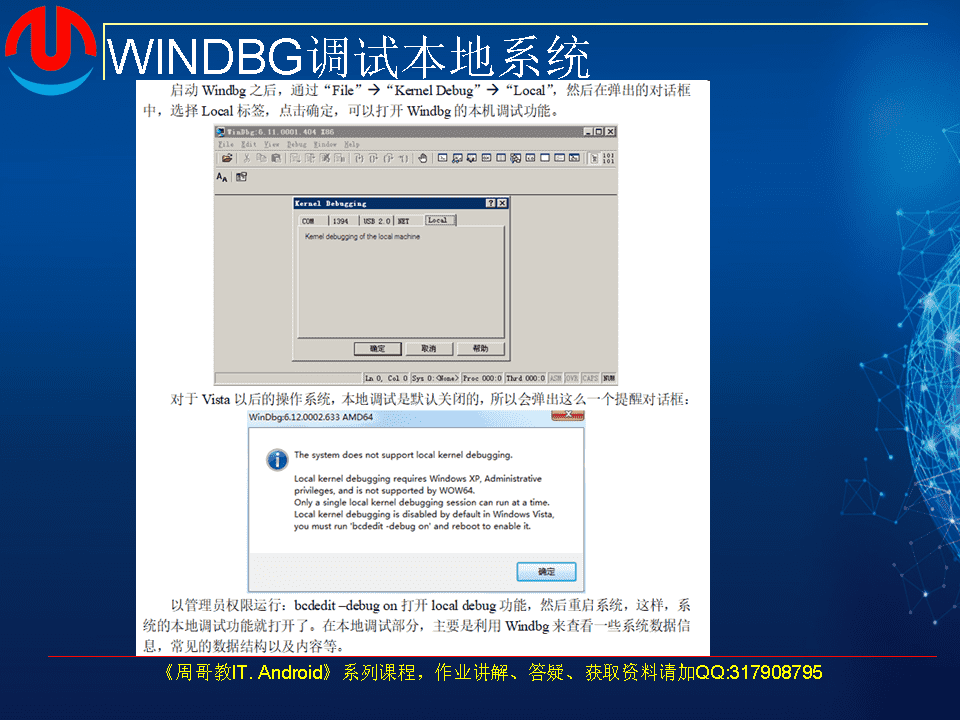 WINDBG调试本地系统
启动 Windbg 之后，通过“File”→“Kernel Debug”→“Local”，然后在弹出的对话框
中，选择 Local 标签，点击确定，可以打开 Windbg 的本机调试功能。
WinDbg:6.11.0001.404 X86
File Edit View Debug Window Help
Kernel Debugging
COM 1394 USB 2.0 NET Local
Kernel debugging of the local machine
确定 取消 帮助
Ln 0, Col 0 Sys 0:<None> Proc 000:0 Thrd 000:0 ASM OVR CAPS NUM
对于 Vista 以后的操作系统，本地调试是默认关闭的，所以会弹出这么一个提醒对话框：
WinDbg:6.12.0002.633 AMD64
The system does not support local kernel debugging.
Local kernel debugging requires Windows XP, Administrative
privileges, and is not supported by WOW64.
Only a single local kernel debugging session can run at a time.
Local kernel debugging is disabled by default in Windows Vista,
you must run 'bcdedit -debug on' and reboot to enable it.
确定
以管理员权限运行：bcdedit –debug on 打开 local debug 功能，然后重启系统，这样，系
统的本地调试功能就打开了。在本地调试部分，主要是利用 Windbg 来查看一些系统数据信
息，常见的数据结构以及内容等。
《周哥教IT. Android》系列课程，作业讲解、答疑、获取资料请加QQ:317908795